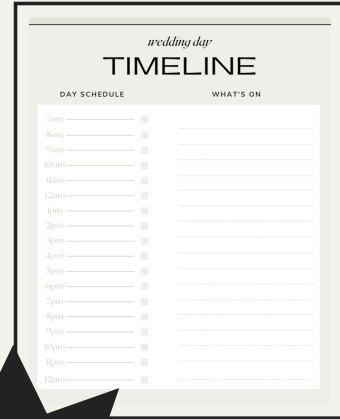 wedding day
TIMELINE
DAY SCHEDULE
WHAT'S ON
7am
8am
9am
10am
11am
12am
1pm
2pm
3pm
4pm
5pm
6pm
7pm
8pm
9pm
10pm
11pm
12am